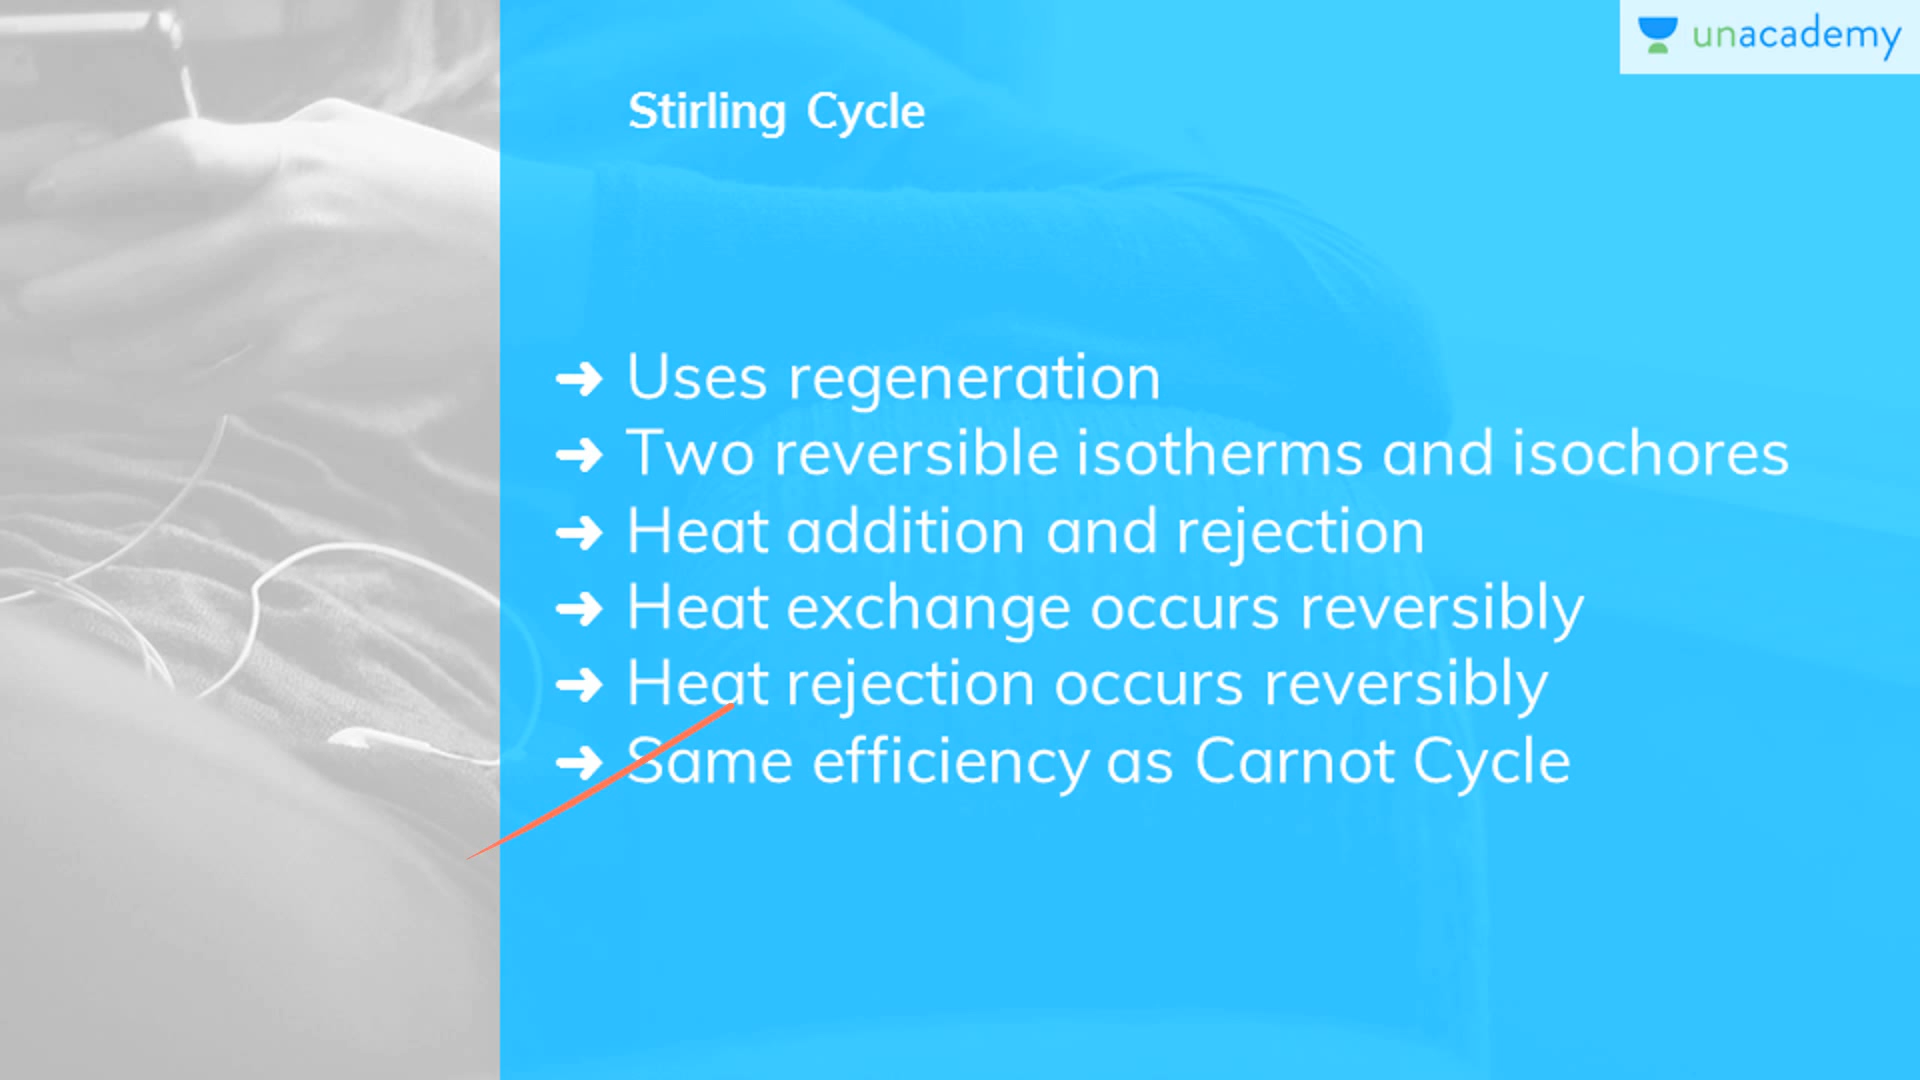 unacademy
Stirling Cycle
➔ Uses regeneration
➔ Two reversible isotherms and isochores
➔ Heat addition and rejection
➔ Heat exchange occurs reversibly
➔ Heat rejection occurs reversibly
➔ Same efficiency as Carnot Cycle